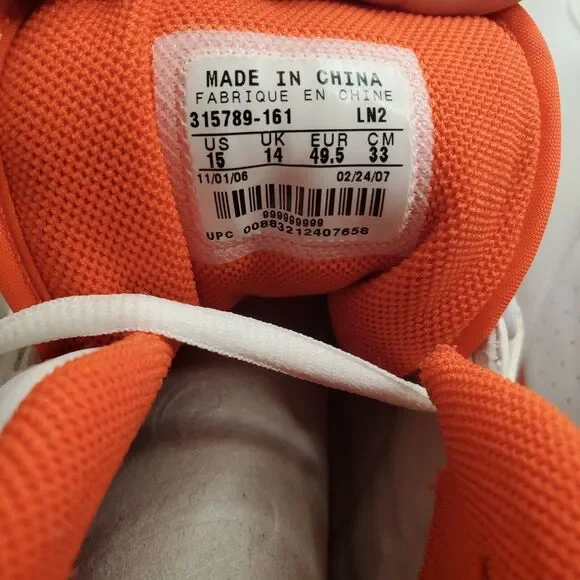 MADE IN CHINA
FABRIQUE EN CHINE
315789-161 LN2
US UK EUR CM
15 14 49.5 33
11/01/06 02/24/07
999999999
UPC 00883212407658